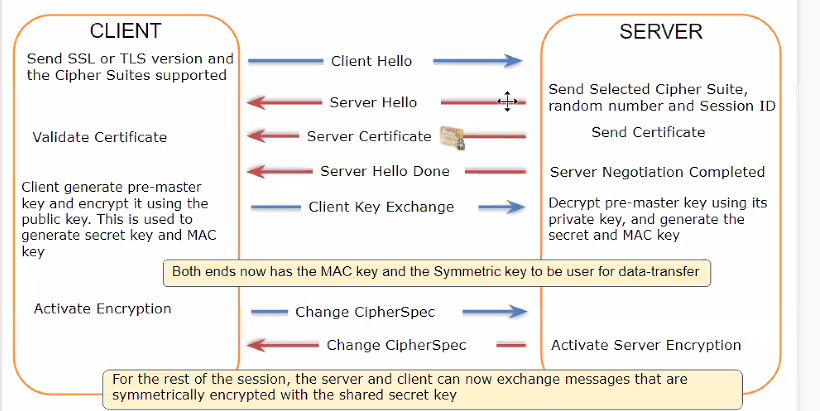 CLIENT
SERVER
Send SSL or TLS version and
the Cipher Suites supported
Client Hello
Server Hello
Send Selected Cipher Suite,
random number and Session ID
Validate Certificate
Server Certificate
Send Certificate
Server Hello Done
Server Negotiation Completed
Client generate pre-master
key and encrypt it using the
public key. This is used to
generate secret key and MAC
key
Client Key Exchange
Decrypt pre-master key using its
private key, and generate the
secret and MAC key
Both ends now has the MAC key and the Symmetric key to be user for data-transfer
Activate Encryption
Change CipherSpec
Change CipherSpec
Activate Server Encryption
For the rest of the session, the server and client can now exchange messages that are
symmetrically encrypted with the shared secret key